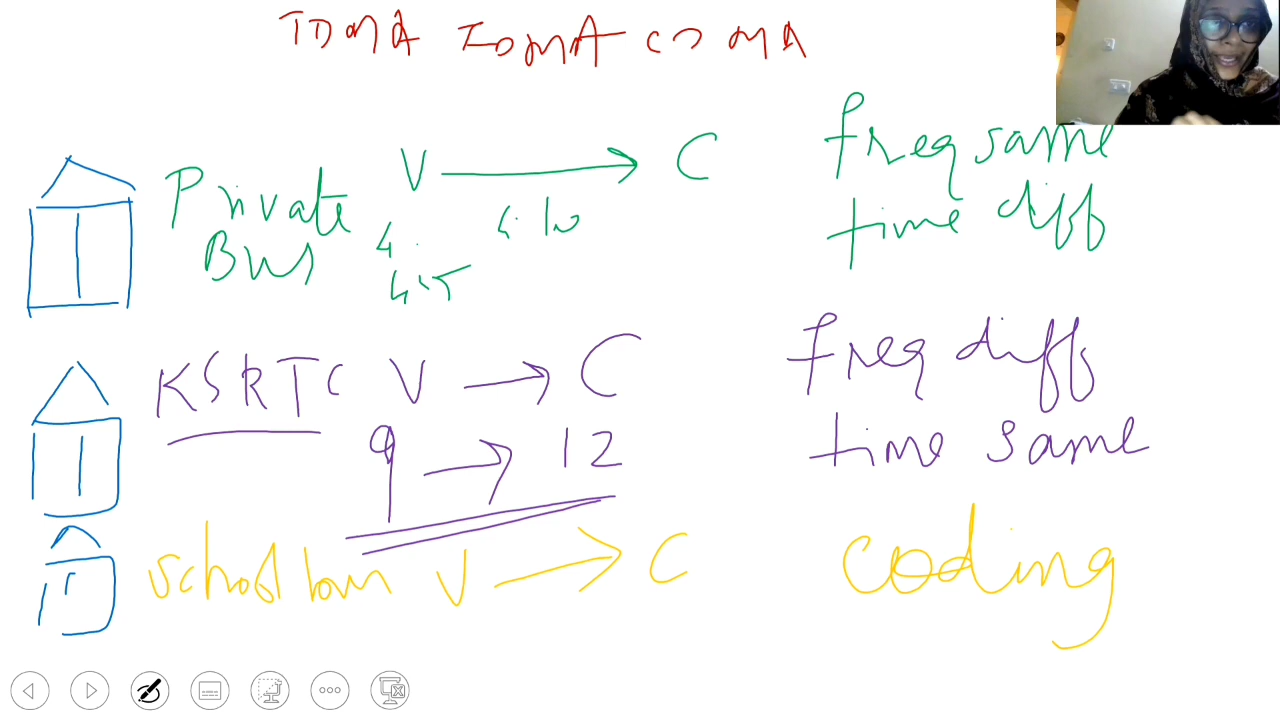 TDMA FDMA CDMA
Private Bus V → C freq same
4. 4:10 time diff
4:15
KSRTC V → C freq diff
9 → 12 time same
School bus V → C coding